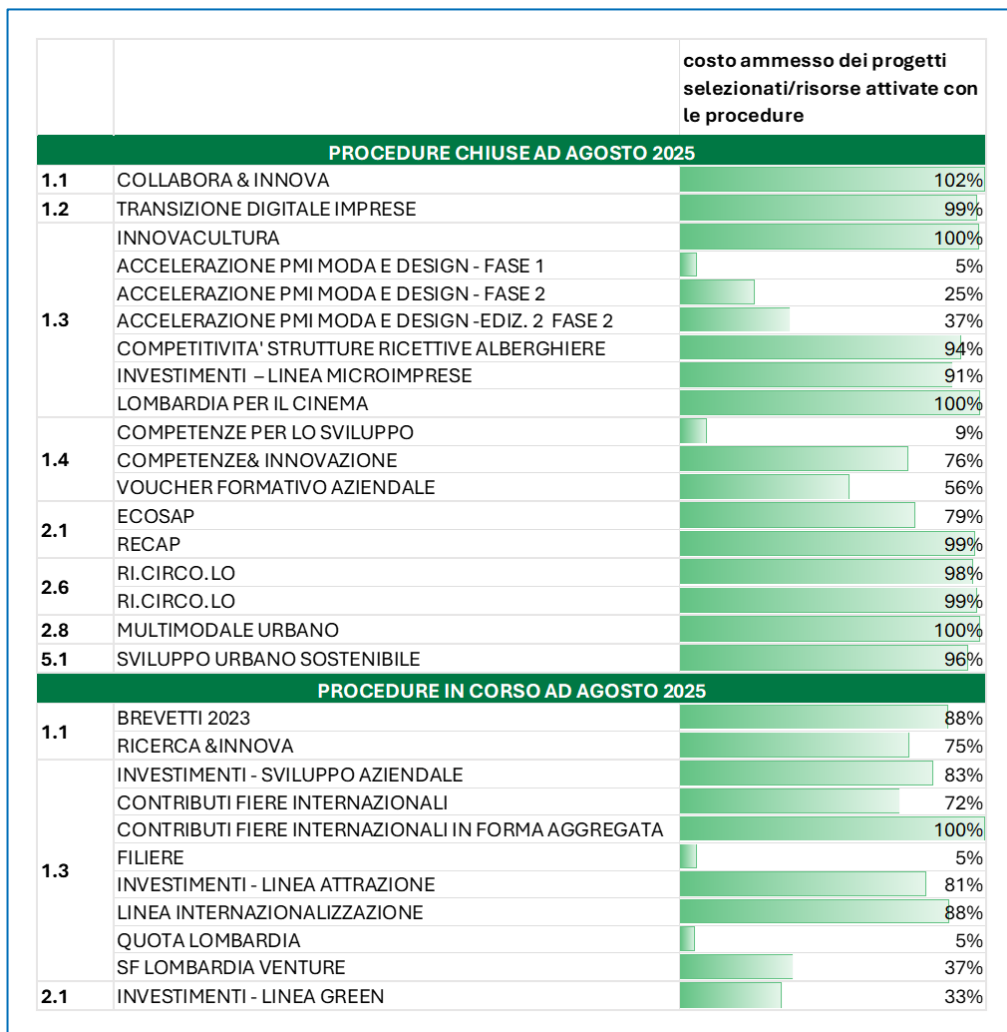 costo ammesso dei progetti
selezionati/risorse attivate con
le procedure
PROCEDURE CHIUSE AD AGOSTO 2025
1.1 COLLABORA & INNOVA 102%
1.2 TRANSIZIONE DIGITALE IMPRESE 99%
INNOVACULTURA 100%
ACCELERAZIONE PMI MODA E DESIGN - FASE 1 5%
ACCELERAZIONE PMI MODA E DESIGN - FASE 2 25%
1.3 ACCELERAZIONE PMI MODA E DESIGN -EDIZ. 2 FASE 2 37%
COMPETITIVITA' STRUTTURE RICETTIVE ALBERGHIERE 94%
INVESTIMENTI – LINEA MICROIMPRESE 91%
LOMBARDIA PER IL CINEMA 100%
COMPETENZE PER LO SVILUPPO 9%
1.4 COMPETENZE& INNOVAZIONE 76%
VOUCHER FORMATIVO AZIENDALE 56%
2.1 ECOSAP 79%
RECAP 99%
2.6 RI.CIRCO.LO 98%
RI.CIRCO.LO 99%
2.8 MULTIMODALE URBANO 100%
5.1 SVILUPPO URBANO SOSTENIBILE 96%
PROCEDURE IN CORSO AD AGOSTO 2025
1.1 BREVETTI 2023 88%
RICERCA &INNOVA 75%
INVESTIMENTI - SVILUPPO AZIENDALE 83%
CONTRIBUTI FIERE INTERNAZIONALI 72%
CONTRIBUTI FIERE INTERNAZIONALI IN FORMA AGGREGATA 100%
1.3 FILIERE 5%
INVESTIMENTI - LINEA ATTRAZIONE 81%
LINEA INTERNAZIONALIZZAZIONE 88%
QUOTA LOMBARDIA 5%
SF LOMBARDIA VENTURE 37%
2.1 INVESTIMENTI - LINEA GREEN 33%